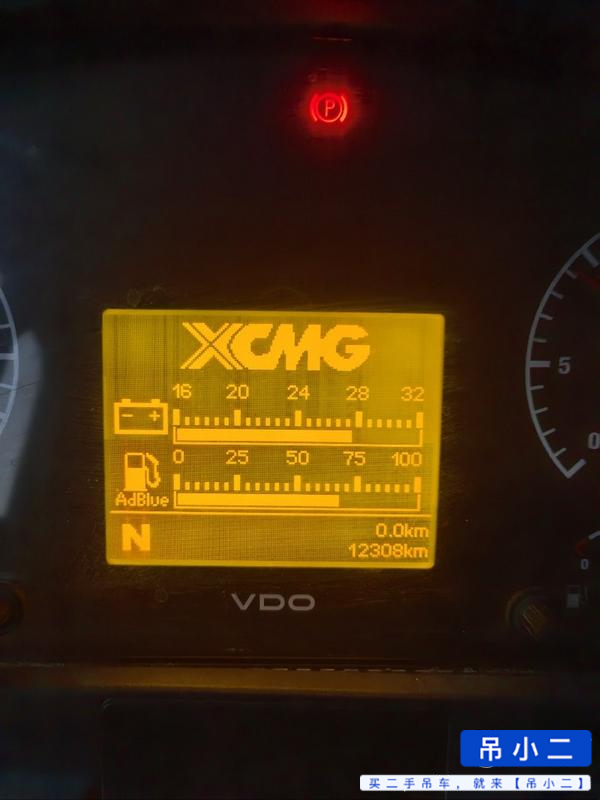 P
XCMG
16 20 24 28 32
- +
0 25 50 75 100
AdBlue
N
0.0km
12308km
5
0
0
VDO
吊小二
买二手吊车，就来【吊小二】